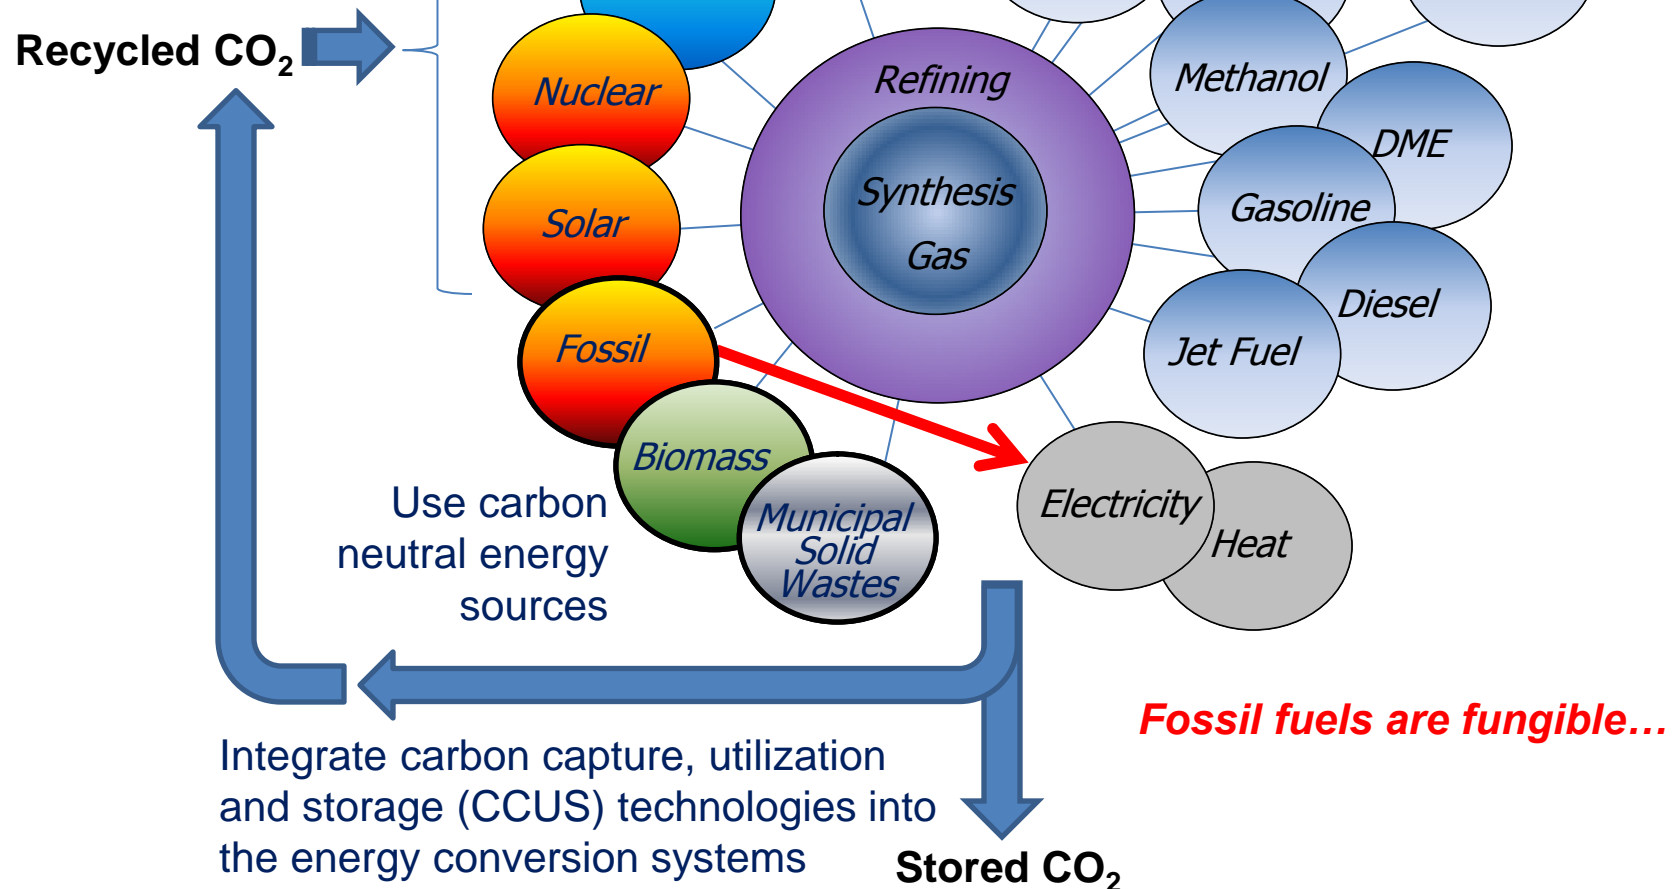 Recycled CO₂
Nuclear
Solar
Fossil
Biomass
Municipal
Solid
Wastes
Refining
Synthesis
Gas
Methanol
DME
Gasoline
Diesel
Jet Fuel
Electricity
Heat
Use carbon
neutral energy
sources
Fossil fuels are fungible…
Integrate carbon capture, utilization
and storage (CCUS) technologies into
the energy conversion systems
Stored CO₂